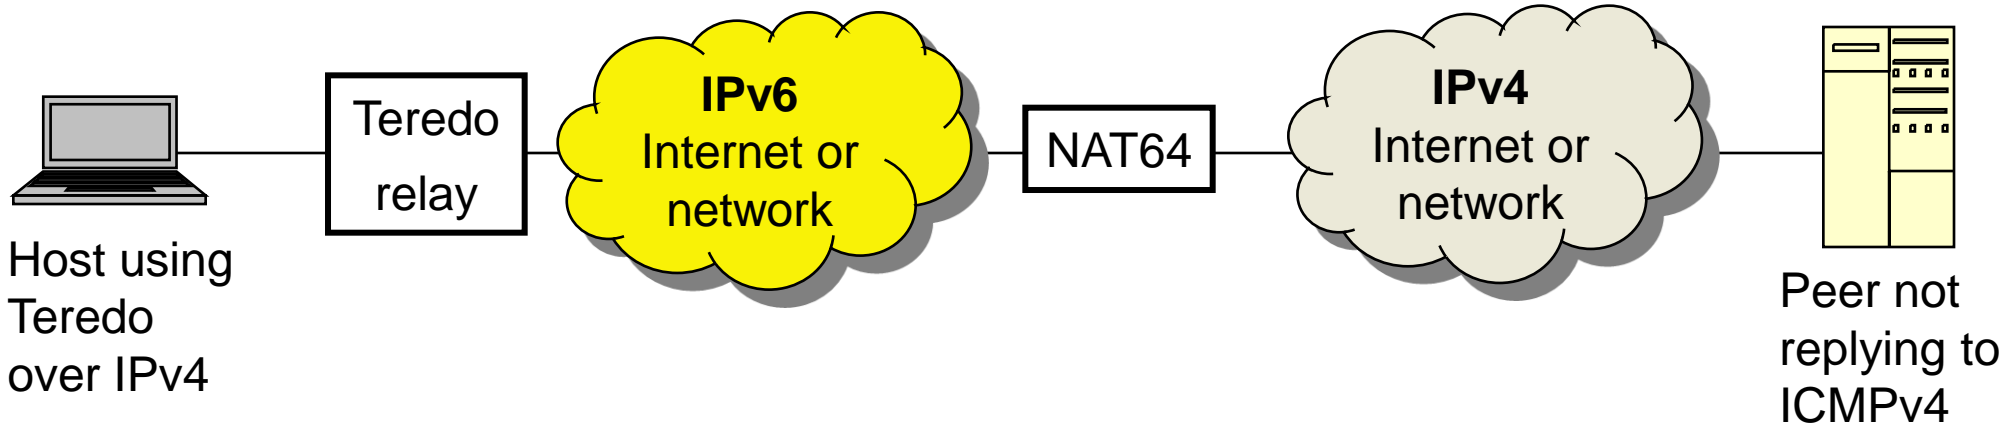 Host using
Teredo
over IPv4
Teredo
relay
IPv6
Internet or
network
NAT64
IPv4
Internet or
network
Peer not
replying to
ICMPv4